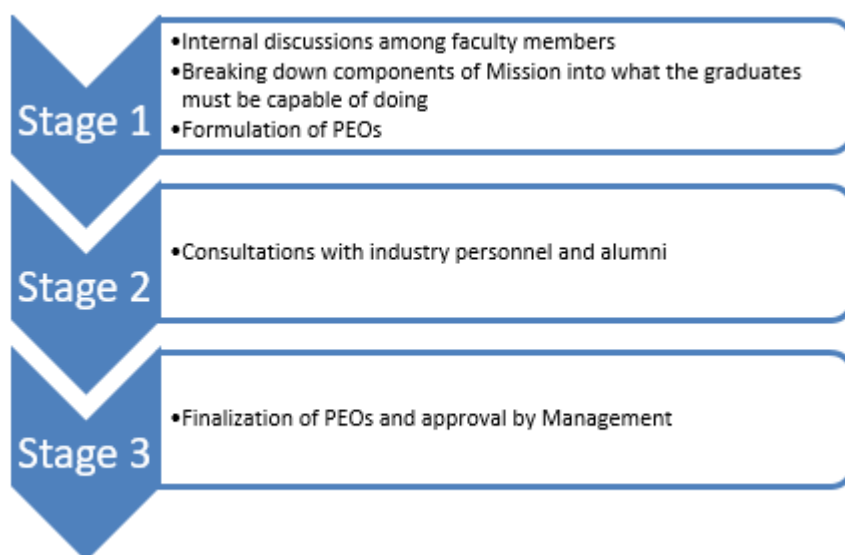 Stage 1
•Internal discussions among faculty members
•Breaking down components of Mission into what the graduates
must be capable of doing
•Formulation of PEOs
Stage 2
•Consultations with industry personnel and alumni
Stage 3
•Finalization of PEOs and approval by Management